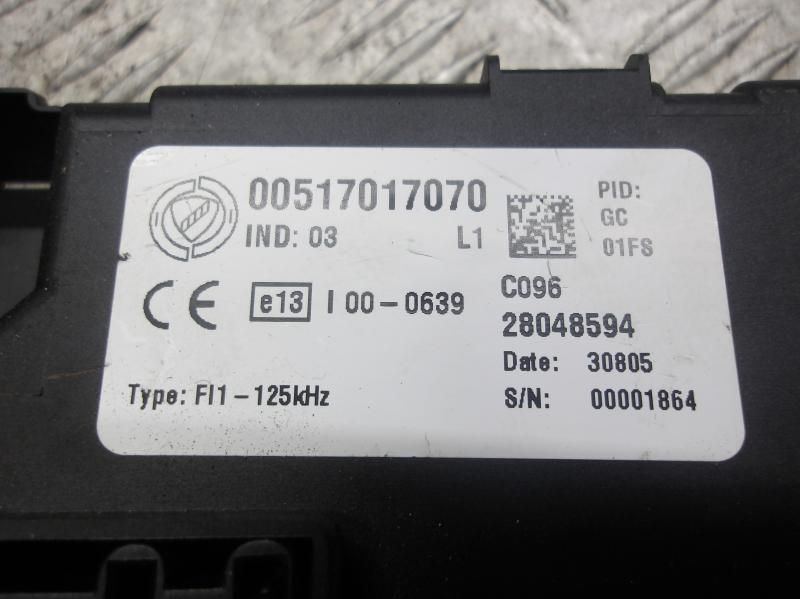 00517017070
IND: 03 L1
PID:
GC
01FS
CE e13 I 00-0639
C096
28048594
Date: 30805
Type: FI1-125kHz
S/N: 00001864